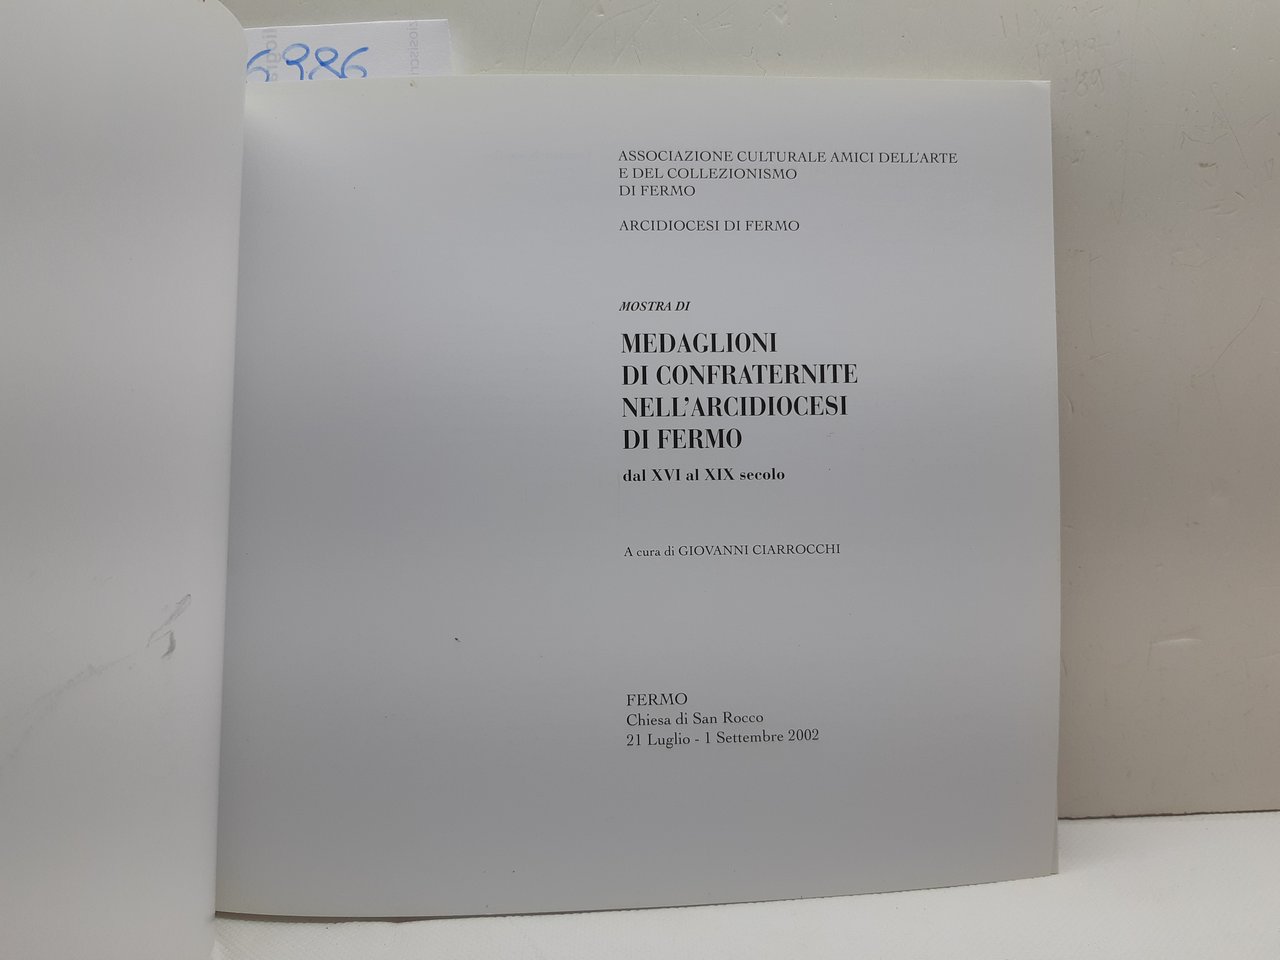 6986
ASSOCIAZIONE CULTURALE AMICI DELL'ARTE
E DEL COLLEZIONISMO
DI FERMO
ARCIDIOCESI DI FERMO
MOSTRA DI
MEDAGLIONI
DI CONFRATERNITE
NELL'ARCIDIOCESI
DI FERMO
dal XVI al XIX secolo
A cura di GIOVANNI CIARROCCHI
FERMO
Chiesa di San Rocco
21 Luglio - 1 Settembre 2002